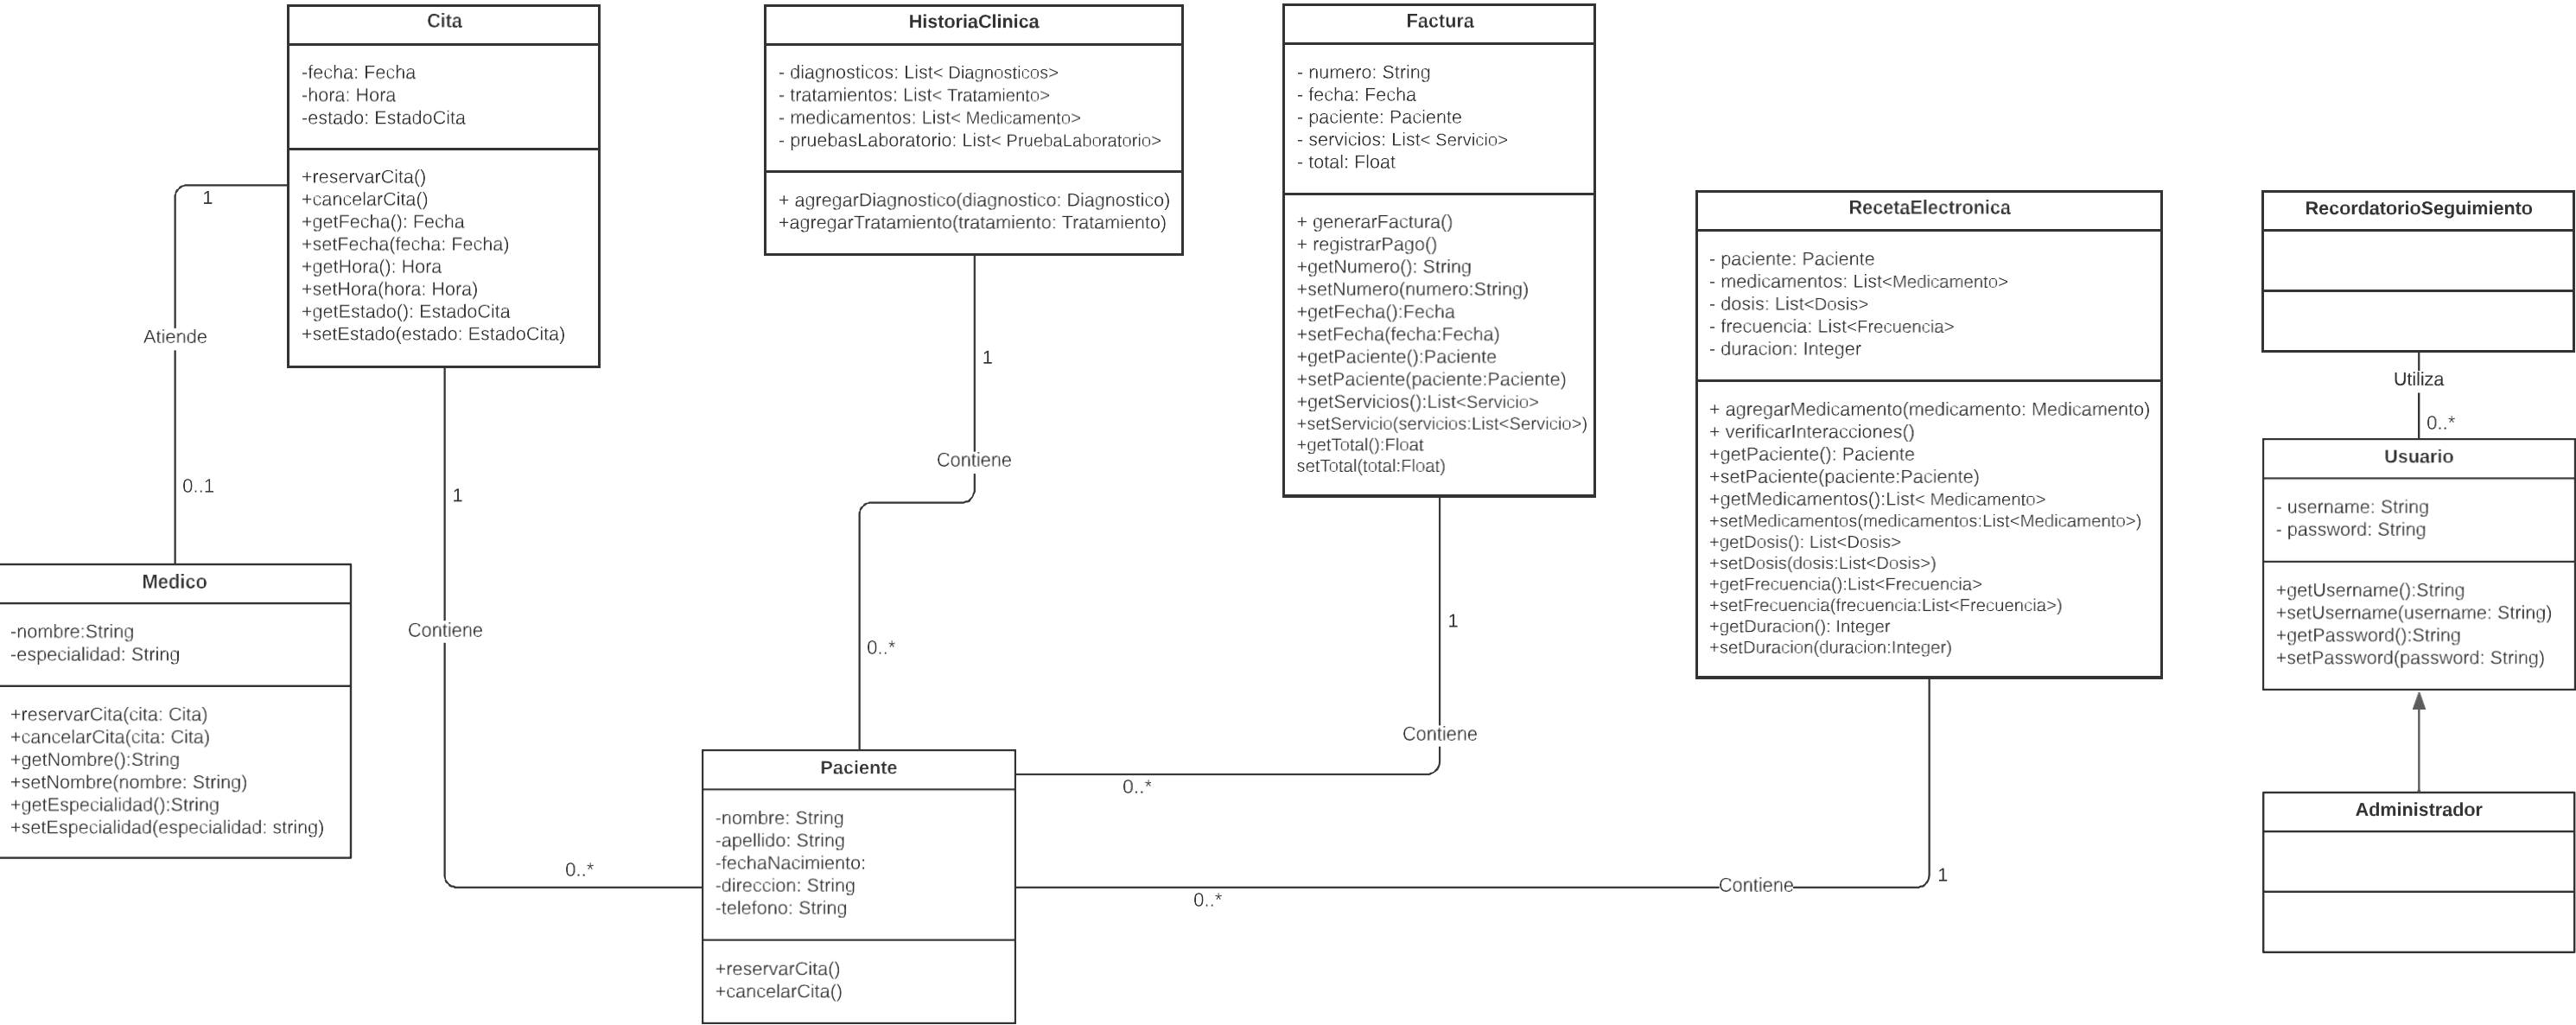 Cita
-fecha: Fecha
-hora: Hora
-estado: EstadoCita
+reservarCita()
+cancelarCita()
+getFecha(): Fecha
+setFecha(fecha: Fecha)
+getHora(): Hora
+setHora(hora: Hora)
+getEstado(): EstadoCita
+setEstado(estado: EstadoCita)
HistoriaClinica
- diagnosticos: List< Diagnosticos>
- tratamientos: List< Tratamiento>
- medicamentos: List< Medicamento>
- pruebasLaboratorio: List< PruebaLaboratorio>
+ agregarDiagnostico(diagnostico: Diagnostico)
+agregarTratamiento(tratamiento: Tratamiento)
Factura
- numero: String
- fecha: Fecha
- paciente: Paciente
- servicios: List< Servicio>
- total: Float
+ generarFactura()
+ registrarPago()
+getNumero(): String
+setNumero(numero:String)
+getFecha():Fecha
+setFecha(fecha:Fecha)
+getPaciente():Paciente
+setPaciente(paciente:Paciente)
+getServicios():List<Servicio>
+setServicio(servicios:List<Servicio>)
+getTotal():Float
setTotal(total:Float)
RecetaElectronica
- paciente: Paciente
- medicamentos: List<Medicamento>
- dosis: List<Dosis>
- frecuencia: List<Frecuencia>
- duracion: Integer
+ agregarMedicamento(medicamento: Medicamento)
+ verificarInteracciones()
+getPaciente(): Paciente
+setPaciente(paciente:Paciente)
+getMedicamentos():List< Medicamento>
+setMedicamentos(medicamentos:List<Medicamento>)
+getDosis(): List<Dosis>
+setDosis(dosis:List<Dosis>)
+getFrecuencia():List<Frecuencia>
+setFrecuencia(frecuencia:List<Frecuencia>)
+getDuracion(): Integer
+setDuracion(duracion:Integer)
RecordatorioSeguimiento
Utiliza
0..*
Usuario
- username: String
- password: String
+getUsername():String
+setUsername(username: String)
+getPassword():String
+setPassword(password: String)
Administrador
1
Atiende
0..1
Medico
-nombre:String
-especialidad: String
+reservarCita(cita: Cita)
+cancelarCita(cita: Cita)
+getNombre():String
+setNombre(nombre: String)
+getEspecialidad():String
+setEspecialidad(especialidad: string)
1
Contiene
0..*
1
Contiene
0..*
1
Contiene
0..*
1
Contiene
0..*
Paciente
-nombre: String
-apellido: String
-fechaNacimiento:
-direccion: String
-telefono: String
+reservarCita()
+cancelarCita()